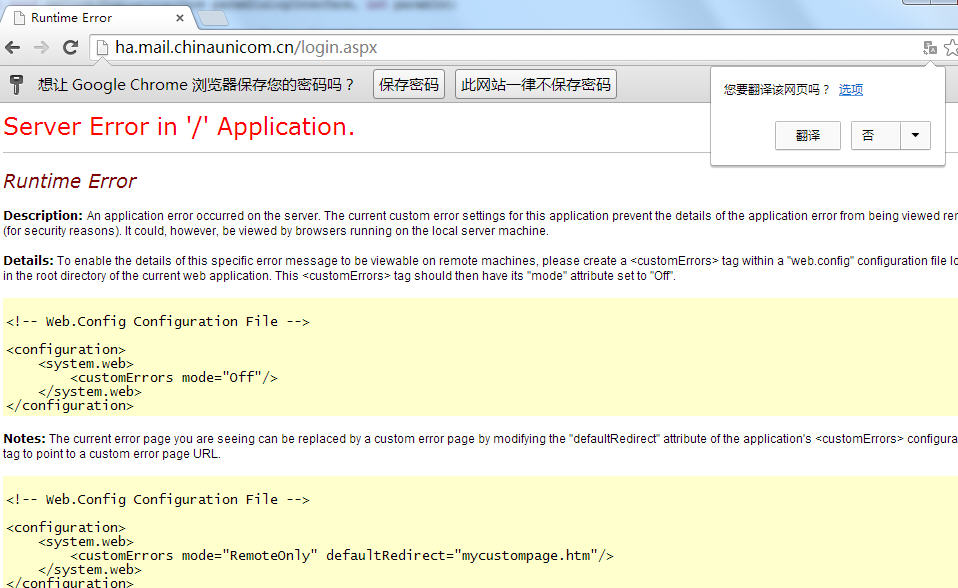 Runtime Error
ha.mail.chinaunicom.cn/login.aspx
想让 Google Chrome 浏览器保存您的密码吗？ 保存密码 此网站一律不保存密码
您要翻译该网页吗？ 选项
翻译 否
Server Error in '/' Application.
Runtime Error
Description: An application error occurred on the server. The current custom error settings for this application prevent the details of the application error from being viewed
(for security reasons). It could, however, be viewed by browsers running on the local server machine.
Details: To enable the details of this specific error message to be viewable on remote machines, please create a <customErrors> tag within a "web.config" configuration file
in the root directory of the current web application. This <customErrors> tag should then have its "mode" attribute set to "Off".
<!-- Web.Config Configuration File -->
<configuration>
<system.web>
<customErrors mode="Off"/>
</system.web>
</configuration>
Notes: The current error page you are seeing can be replaced by a custom error page by modifying the "defaultRedirect" attribute of the application's <customErrors>
tag to point to a custom error page URL.
<!-- Web.Config Configuration File -->
<configuration>
<system.web>
<customErrors mode="RemoteOnly" defaultRedirect="mycustompage.htm"/>
</system.web>
</configuration>